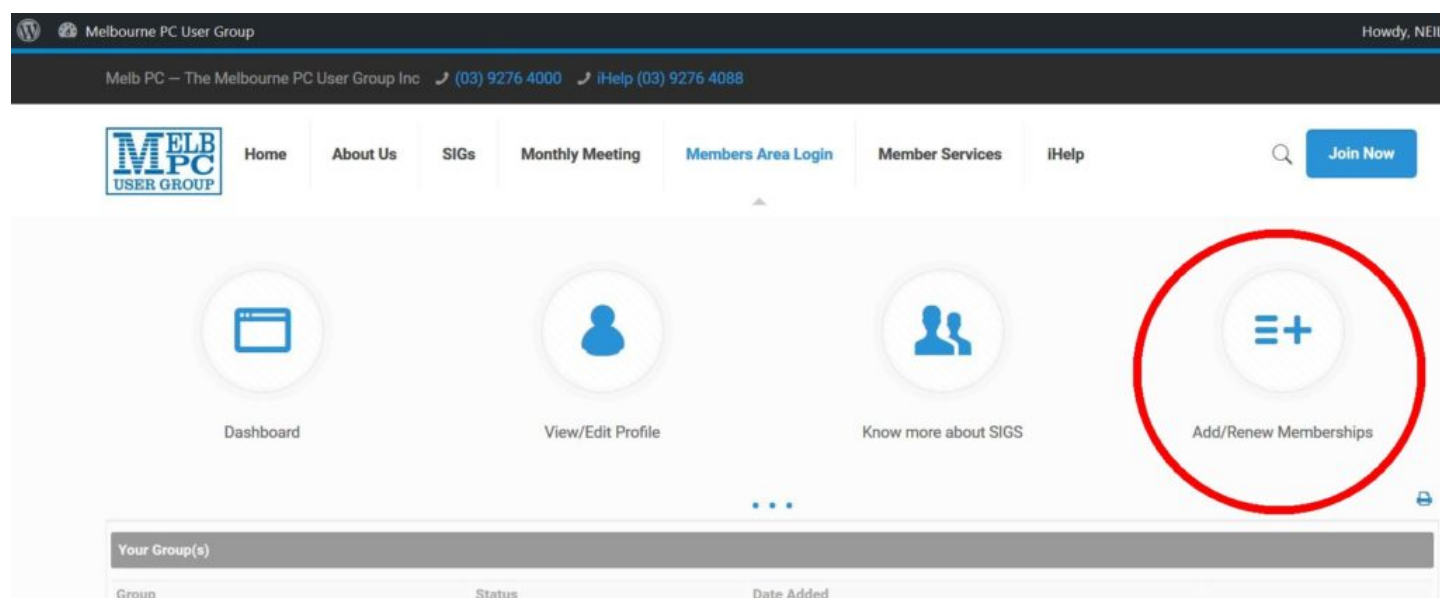 Melbourne PC User Group Howdy, NEIL
Melb PC – The Melbourne PC User Group Inc (03) 9276 4000 iHelp (03) 9276 4088
MELB PC USER GROUP
Home About Us SIGs Monthly Meeting Members Area Login Member Services iHelp Join Now
Dashboard View/Edit Profile Know more about SIGS Add/Renew Memberships
Your Group(s)
Group Status Date Added